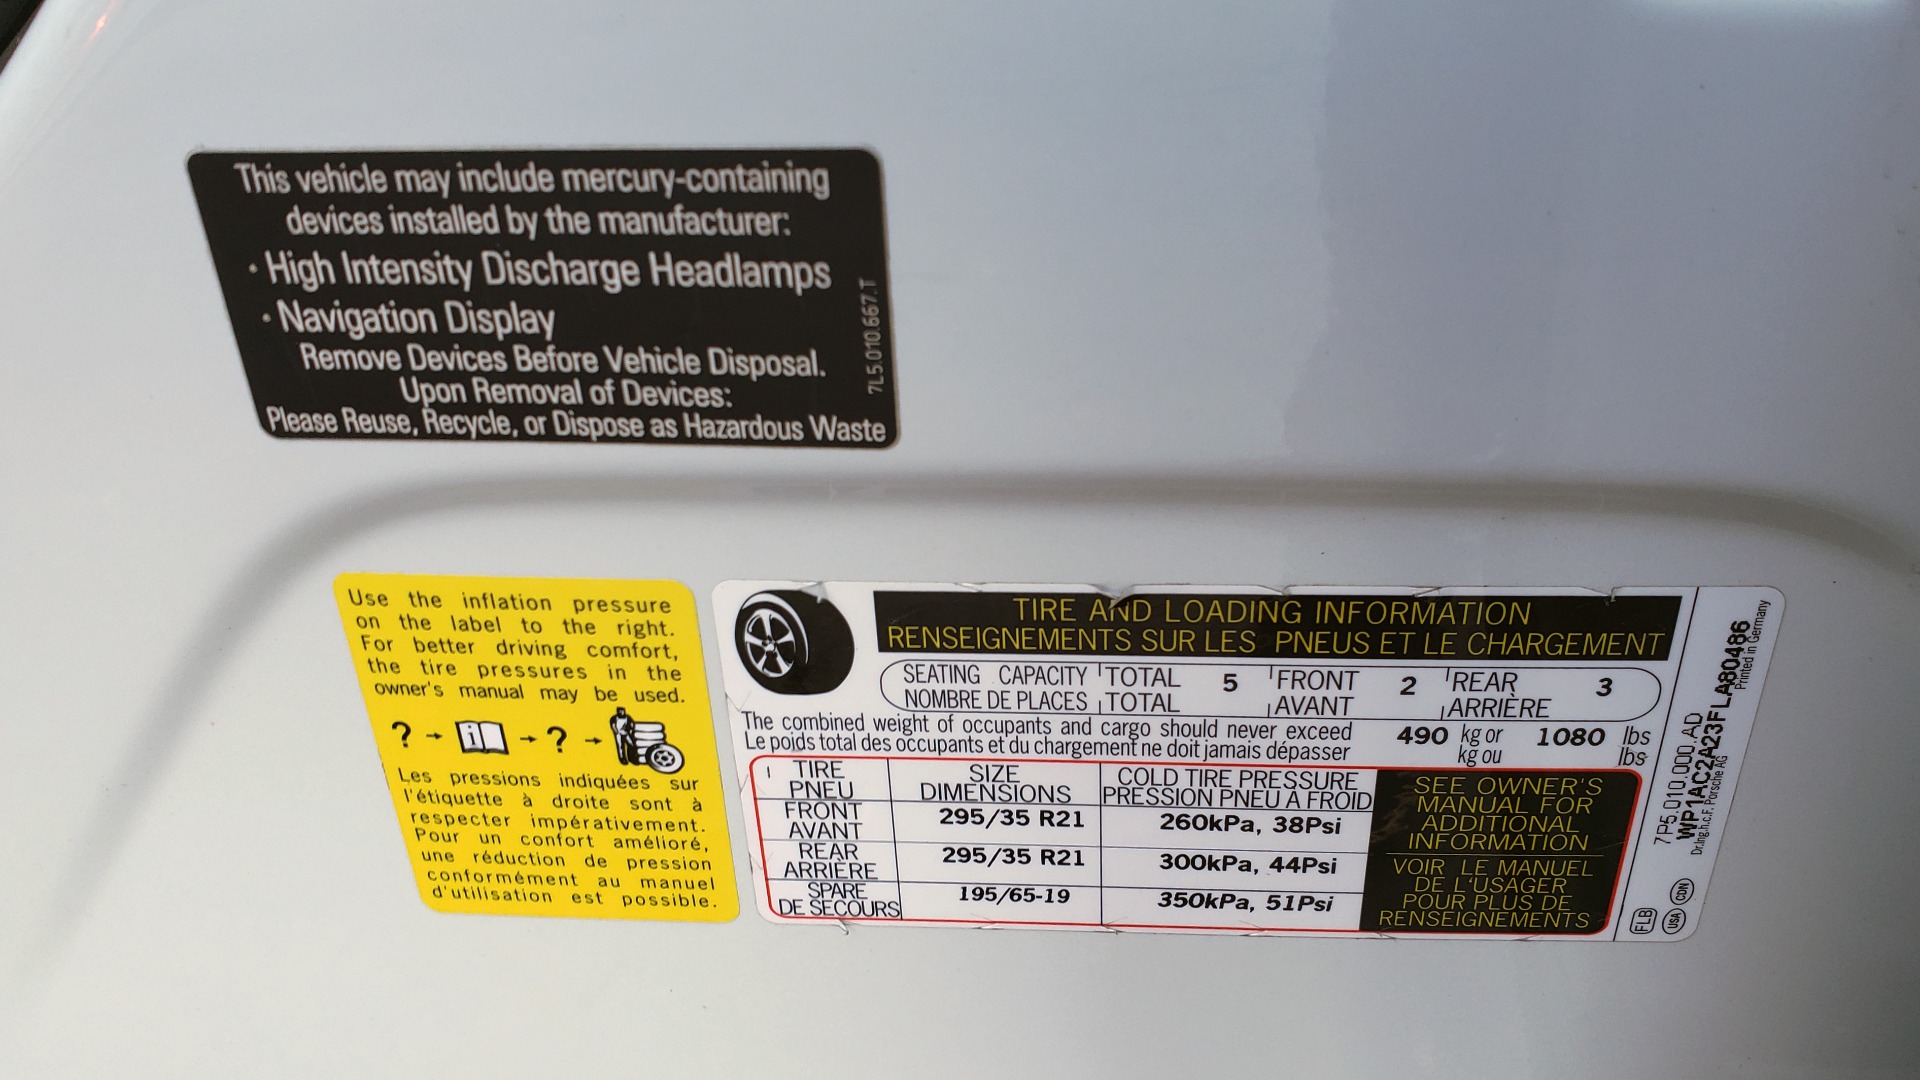 This vehicle may include mercury-containing
devices installed by the manufacturer:
· High Intensity Discharge Headlamps
· Navigation Display
Remove Devices Before Vehicle Disposal.
Upon Removal of Devices:
Please Reuse, Recycle, or Dispose as Hazardous Waste
7L5.010.667.T
Use the inflation pressure
on the label to the right.
For better driving comfort,
the tire pressures in the
owner's manual may be used.
? → i → ? →
Les pressions indiquées sur
l'étiquette à droite sont à
respecter impérativement.
Pour un confort amélioré,
une réduction de pression
conformément au manuel
d'utilisation est possible.
TIRE AND LOADING INFORMATION
RENSEIGNEMENTS SUR LES PNEUS ET LE CHARGEMENT
SEATING CAPACITY TOTAL 5 FRONT 2 REAR 3
NOMBRE DE PLACES TOTAL AVANT ARRIÈRE
The combined weight of occupants and cargo should never exceed 490 kg or 1080 lbs
Le poids total des occupants et du chargement ne doit jamais dépasser kg ou lbs
TIRE SIZE COLD TIRE PRESSURE
PNEU DIMENSIONS PRESSION PNEU À FROID
FRONT 295/35 R21 260kPa, 38Psi
AVANT
REAR 295/35 R21 300kPa, 44Psi
ARRIÈRE
SPARE 195/65-19 350kPa, 51Psi
DE SECOURS
SEE OWNER'S
MANUAL FOR
ADDITIONAL
INFORMATION
VOIR LE MANUEL
DE L'USAGER
POUR PLUS DE
RENSEIGNEMENTS
7P5.010.000.AD
WP1AC2A23FLA80486
Dr.Ing.h.c.F. Porsche AG
Printed in Germany
FLB USA CDN